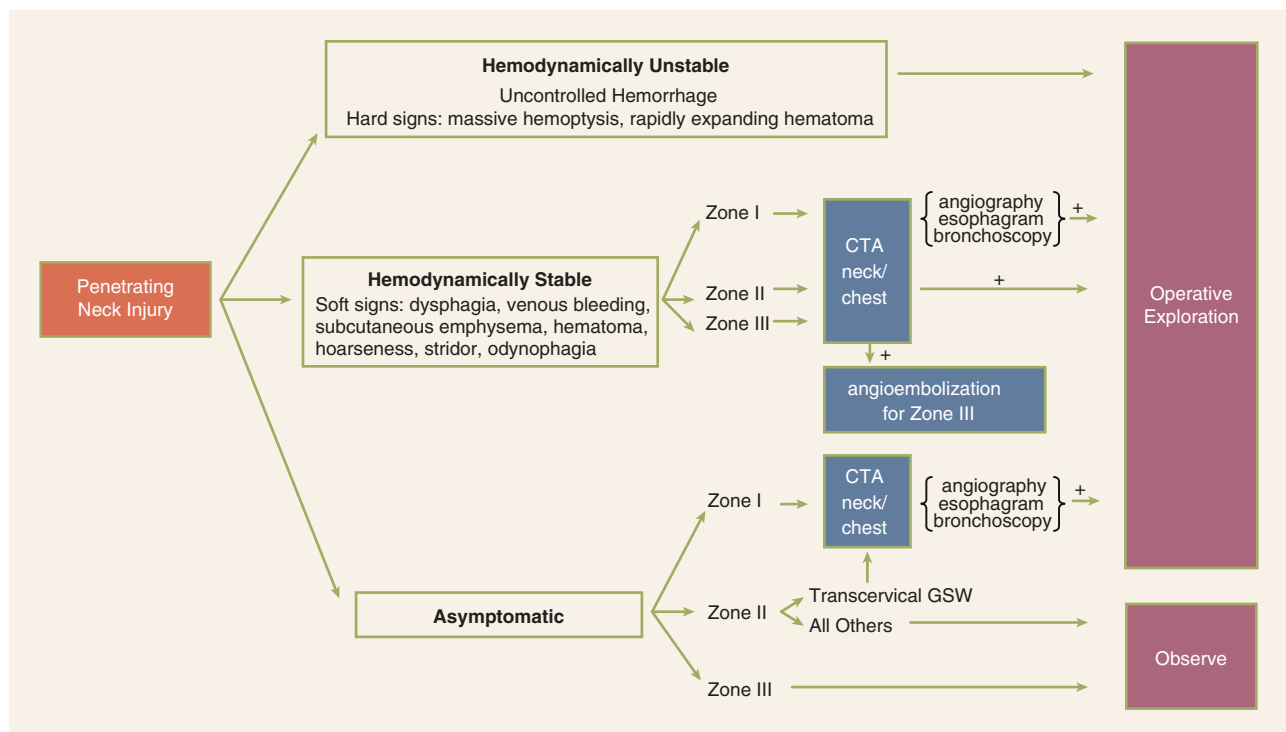 Hemodynamically Unstable
Uncontrolled Hemorrhage
Hard signs: massive hemoptysis, rapidly expanding hematoma
Penetrating
Neck Injury
Hemodynamically Stable
Soft signs: dysphagia, venous bleeding,
subcutaneous emphysema, hematoma,
hoarseness, stridor, odynophagia
Zone I
Zone II
Zone III
CTA
neck/
chest
angiography
esophagram
bronchoscopy
+
+
+
angioembolization
for Zone III
Operative
Exploration
Asymptomatic
Zone I
CTA
neck/
chest
angiography
esophagram
bronchoscopy
+
Zone II
Transcervical GSW
All Others
Zone III
Observe